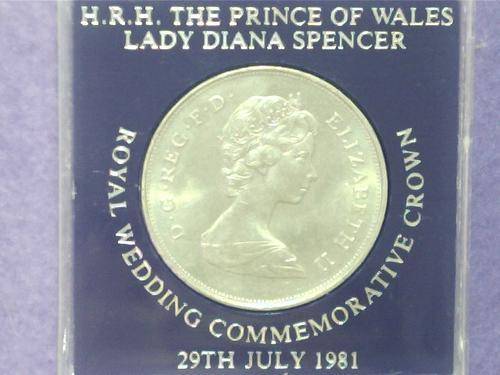 H.R.H. THE PRINCE OF WALES
LADY DIANA SPENCER
D·G·REG·F·D·
ELIZABETH II
ROYAL WEDDING COMMEMORATIVE CROWN
29TH JULY 1981